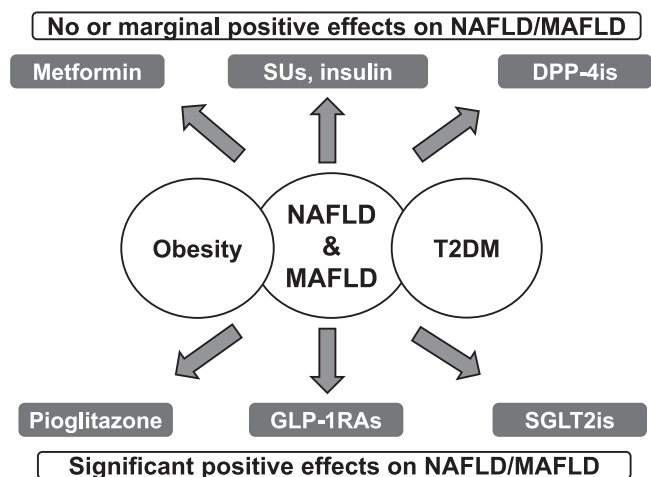 No or marginal positive effects on NAFLD/MAFLD
Metformin
SUs, insulin
DPP-4is
Obesity
NAFLD
&
MAFLD
T2DM
Pioglitazone
GLP-1RAs
SGLT2is
Significant positive effects on NAFLD/MAFLD